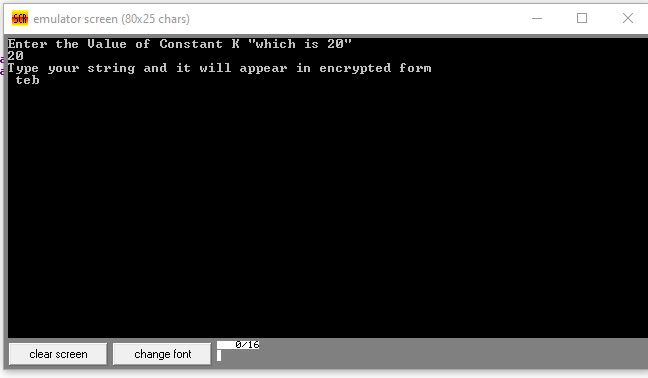 SCR emulator screen (80x25 chars)
Enter the Value of Constant K "which is 20"
20
Type your string and it will appear in encrypted form
teb
clear screen
change font
0/16